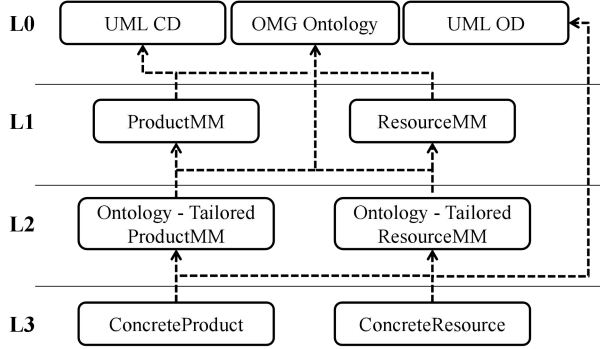 L0
UML CD
OMG Ontology
UML OD
L1
ProductMM
ResourceMM
L2
Ontology - Tailored
ProductMM
Ontology - Tailored
ResourceMM
L3
ConcreteProduct
ConcreteResource